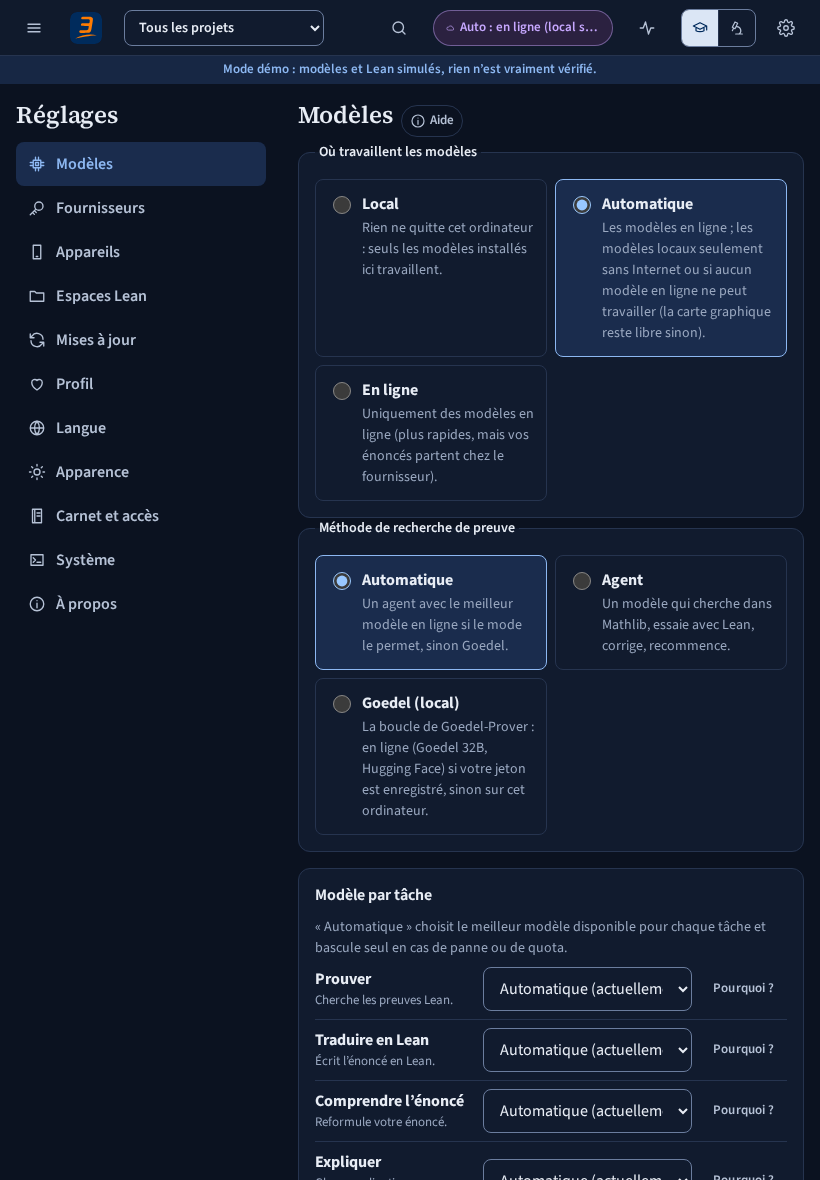 Tous les projets
Auto : en ligne (local s…
Mode démo : modèles et Lean simulés, rien n’est vraiment vérifié.
Réglages
Modèles
Fournisseurs
Appareils
Espaces Lean
Mises à jour
Profil
Langue
Apparence
Carnet et accès
Système
À propos
Modèles
Aide
Où travaillent les modèles
Local
Rien ne quitte cet ordinateur
: seuls les modèles installés
ici travaillent.
Automatique
Les modèles en ligne ; les
modèles locaux seulement
sans Internet ou si aucun
modèle en ligne ne peut
travailler (la carte graphique
reste libre sinon).
En ligne
Uniquement des modèles en
ligne (plus rapides, mais vos
énoncés partent chez le
fournisseur).
Méthode de recherche de preuve
Automatique
Un agent avec le meilleur
modèle en ligne si le mode
le permet, sinon Goedel.
Agent
Un modèle qui cherche dans
Mathlib, essaie avec Lean,
corrige, recommence.
Goedel (local)
La boucle de Goedel-Prover :
en ligne (Goedel 32B,
Hugging Face) si votre jeton
est enregistré, sinon sur cet
ordinateur.
Modèle par tâche
« Automatique » choisit le meilleur modèle disponible pour chaque tâche et
bascule seul en cas de panne ou de quota.
Prouver
Cherche les preuves Lean.
Automatique (actuellem
Pourquoi ?
Traduire en Lean
Écrit l’énoncé en Lean.
Automatique (actuellem
Pourquoi ?
Comprendre l’énoncé
Reformule votre énoncé.
Automatique (actuellem
Pourquoi ?
Expliquer
Automatique (actuellem
Pourquoi ?